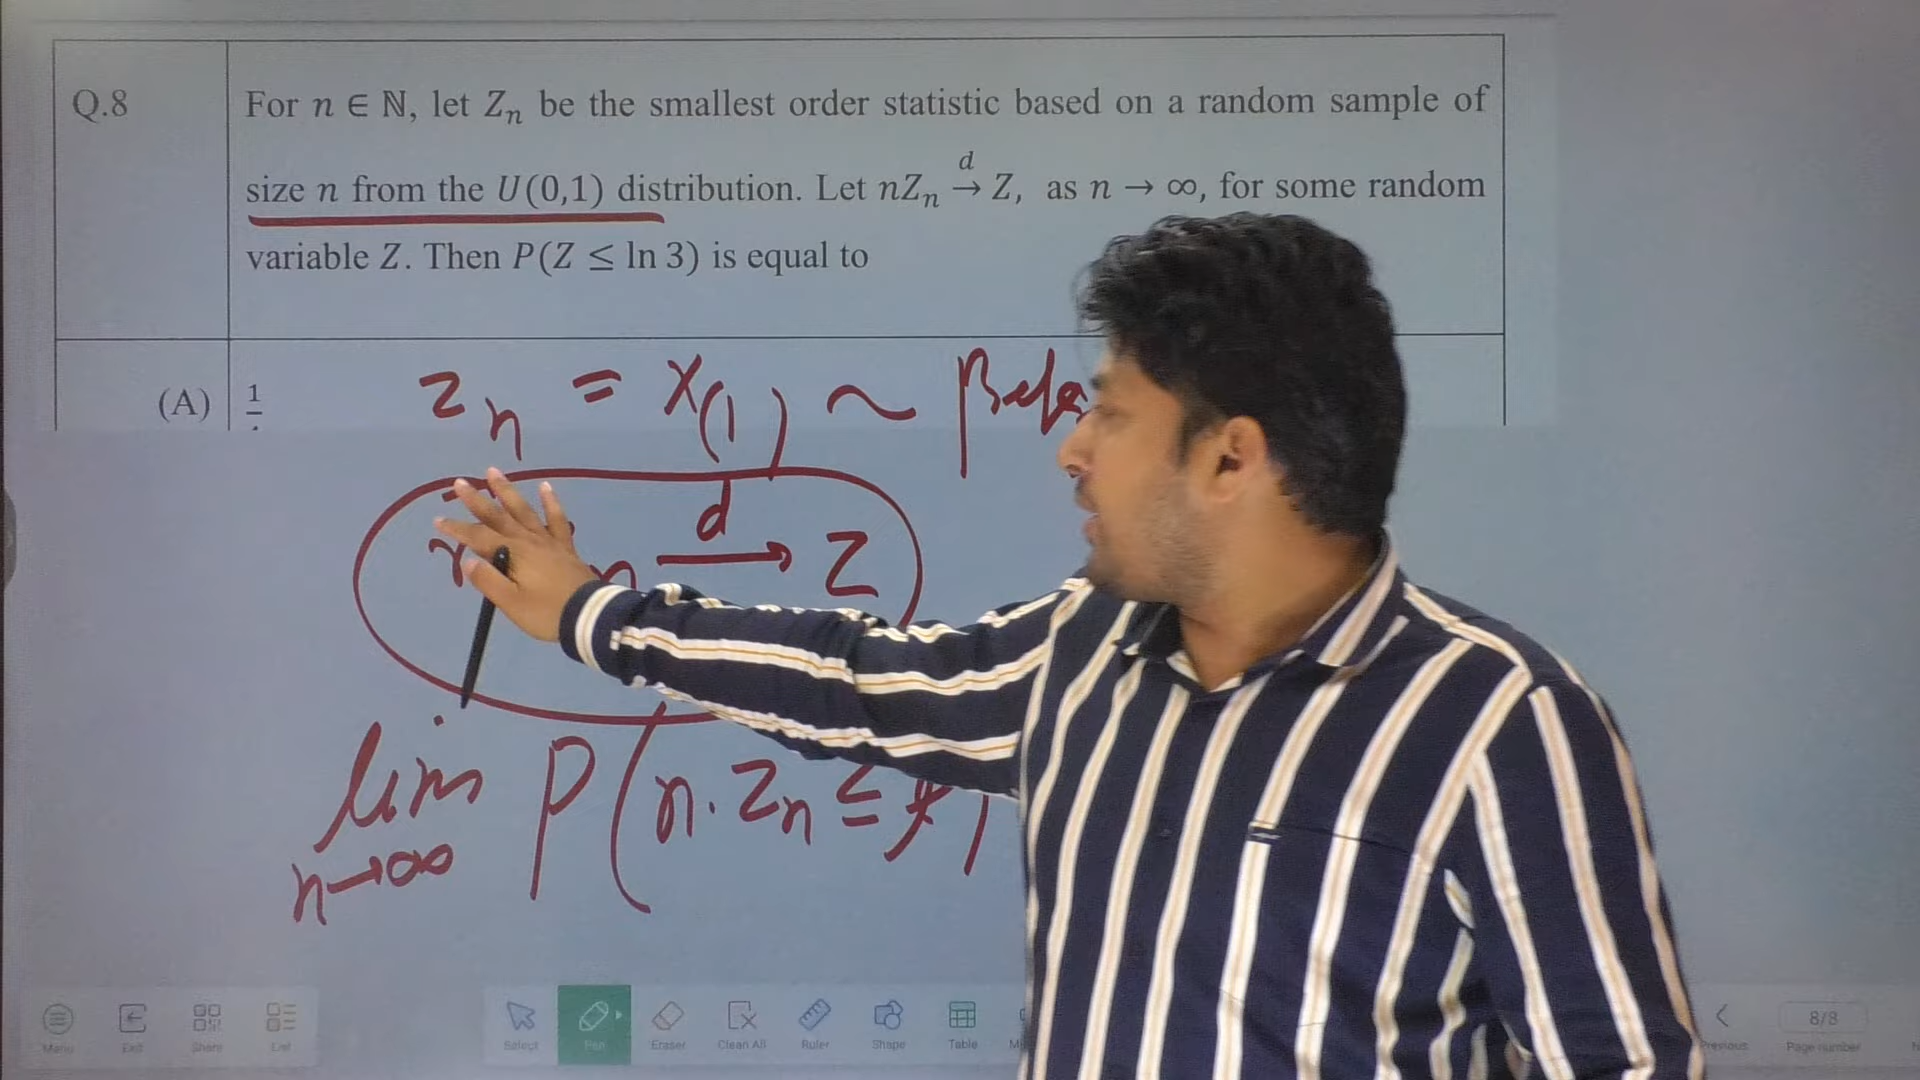 Q.8
For n ∈ ℕ, let Zₙ be the smallest order statistic based on a random sample of
size n from the U(0,1) distribution. Let nZₙ →ᵈ Z, as n → ∞, for some random
variable Z. Then P(Z ≤ ln 3) is equal to
(A) 1
zₙ = X(1) ~ Beta
d
n → Z
lim P(n.zₙ ≤
n→∞
Menu Exit Share List Select Pen Eraser Clean All Ruler Shape Table Previous 8/8 Page number